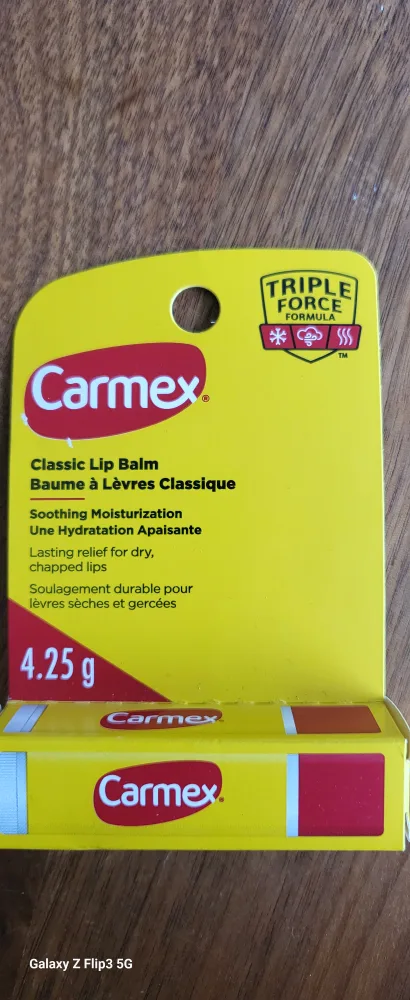 TRIPLE
FORCE
FORMULA
TM
Carmex®
Classic Lip Balm
Baume à Lèvres Classique
Soothing Moisturization
Une Hydratation Apaisante
Lasting relief for dry,
chapped lips
Soulagement durable pour
lèvres sèches et gercées
4.25 g
Carmex
Carmex
Galaxy Z Flip3 5G